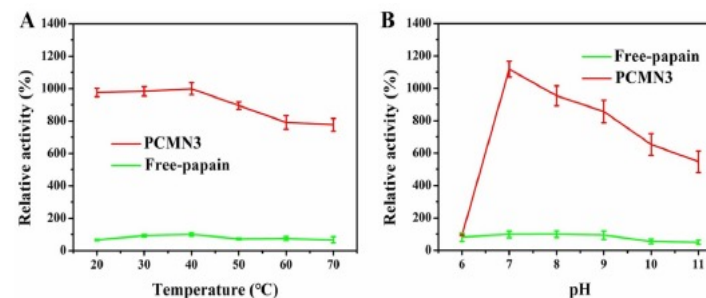 A
1400
1200
1000
800
600
400
200
0
Relative activity (%)
PCMN3
Free-papain
20 30 40 50 60 70
Temperature (°C)
B
1400
1200
1000
800
600
400
200
0
Relative activity (%)
Free-papain
PCMN3
6 7 8 9 10 11
pH